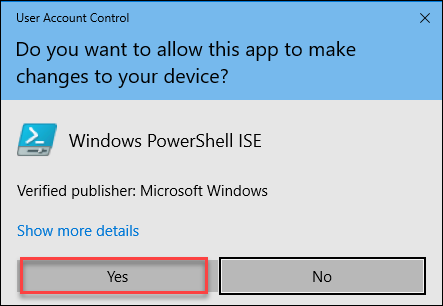 User Account Control
Do you want to allow this app to make
changes to your device?
Windows PowerShell ISE
Verified publisher: Microsoft Windows
Show more details
Yes
No